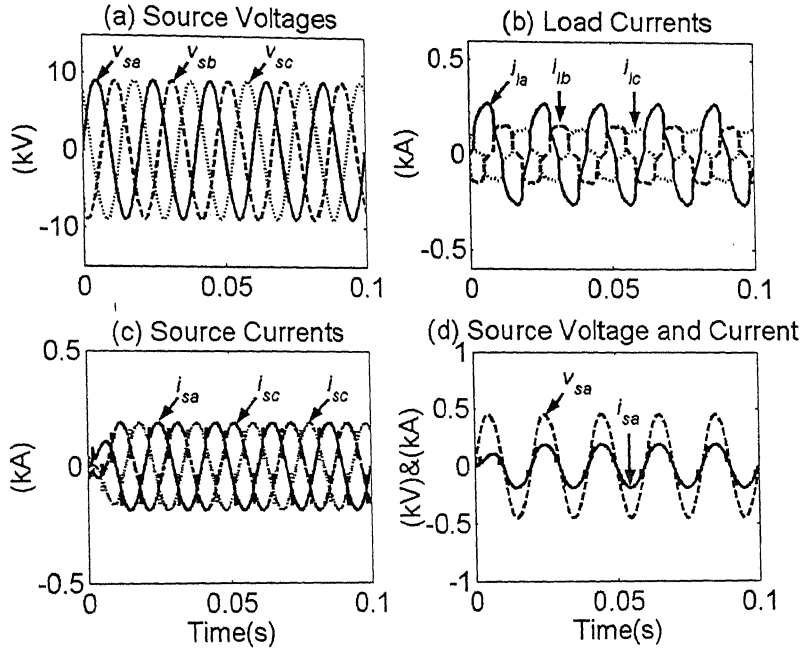 (a) Source Voltages
v_sa
v_sb
v_sc
(kV)
10
0
-10
0
0.05
0.1
(b) Load Currents
i_la
i_lb
i_lc
(kA)
0.5
0
-0.5
0
0.05
0.1
(c) Source Currents
i_sa
i_sc
i_sc
(kA)
0.5
0
-0.5
0
0.05
0.1
Time(s)
(d) Source Voltage and Current
v_sa
i_sa
(kV)&(kA)
1
0.5
0
-0.5
-1
0
0.05
0.1
Time(s)